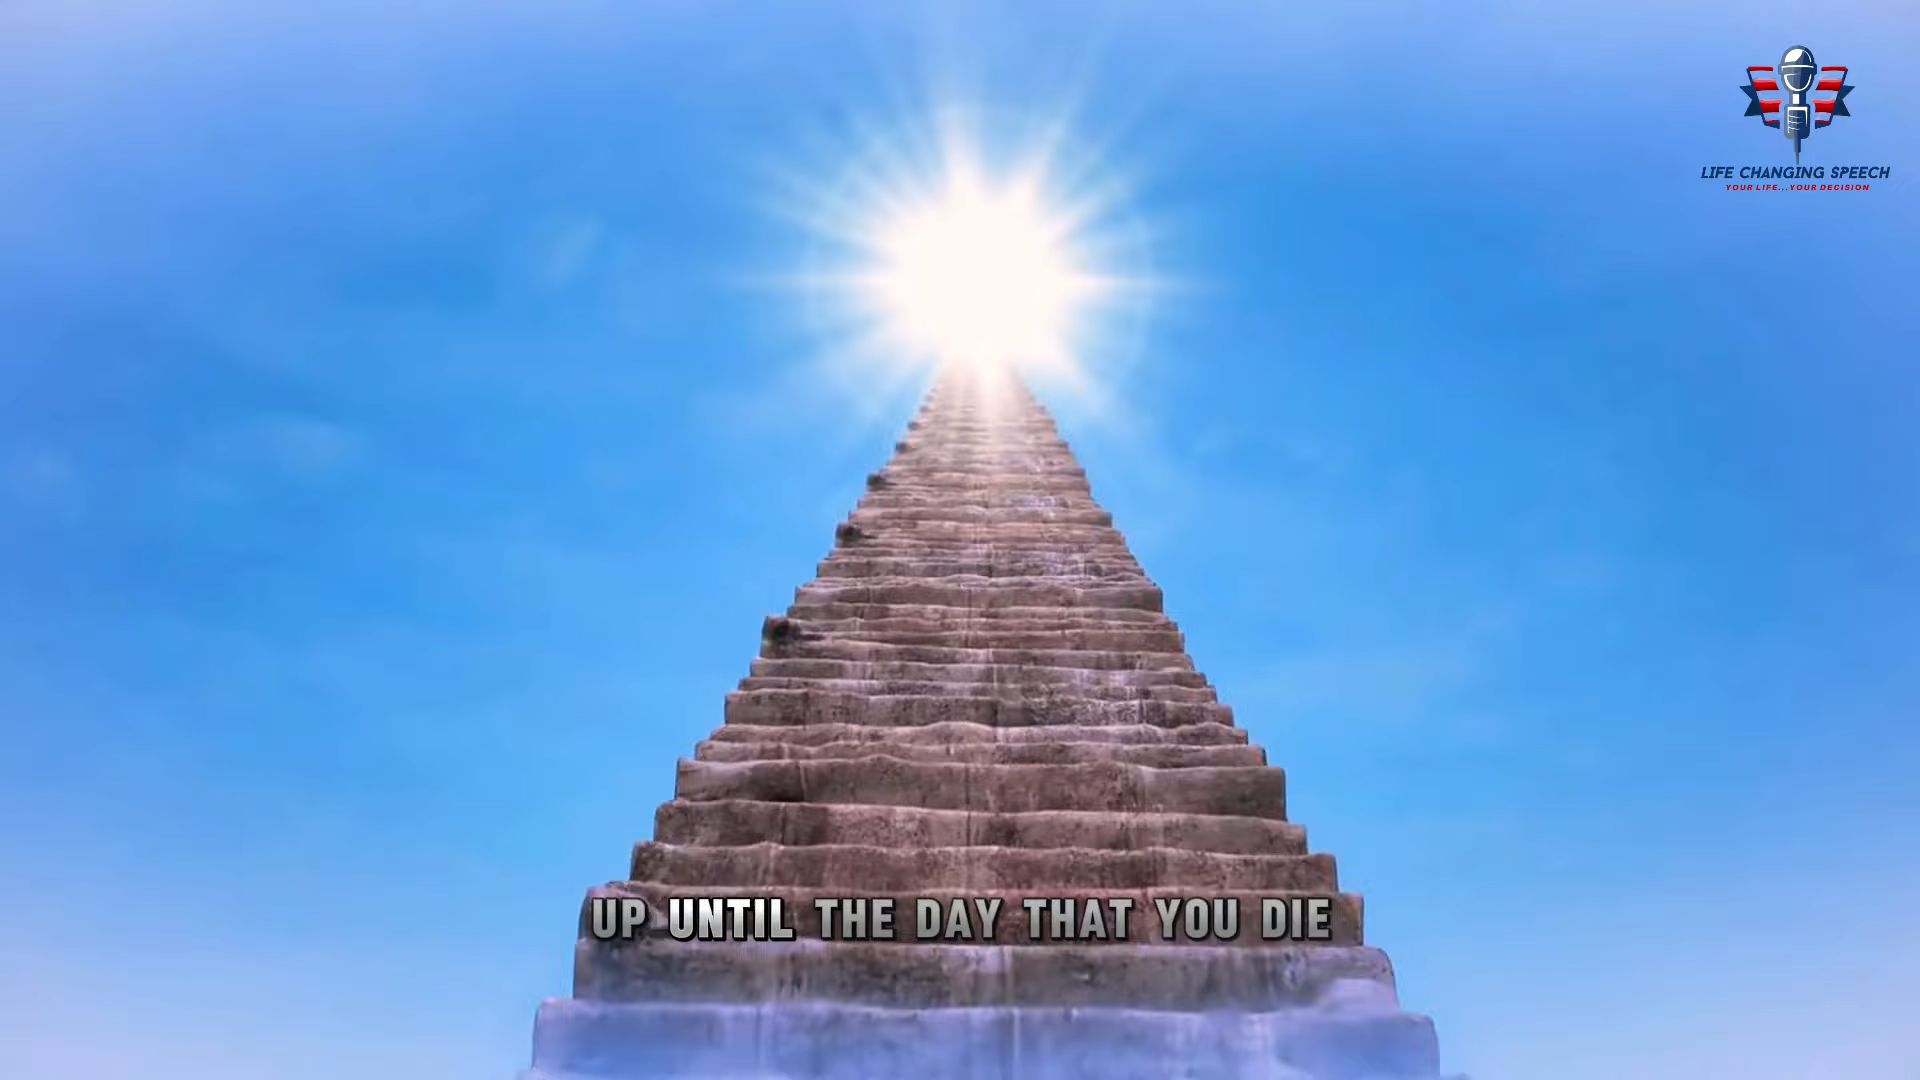 LIFE CHANGING SPEECH
YOUR LIFE...YOUR DECISION
UP UNTIL THE DAY THAT YOU DIE